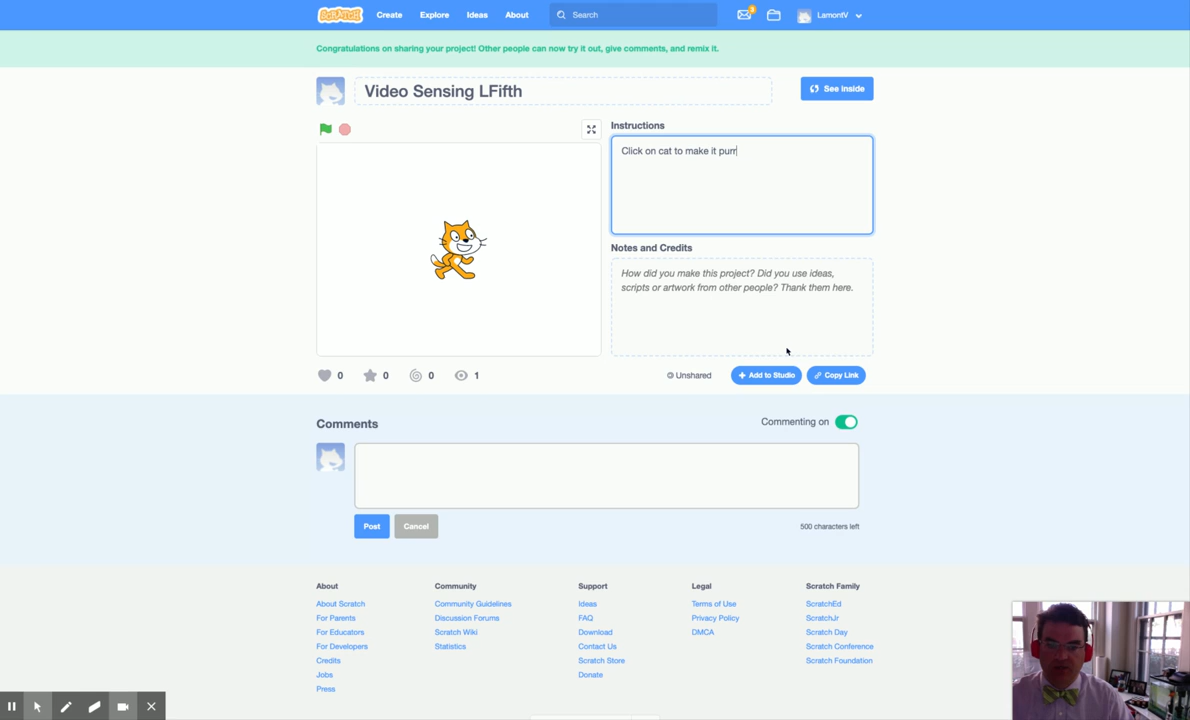 SCRATCH
Create
Explore
Ideas
About
Search
LamontV
Congratulations on sharing your project! Other people can now try it out, give comments, and remix it.
Video Sensing LFifth
See inside
Instructions
Click on cat to make it purr
Notes and Credits
How did you make this project? Did you use ideas,
scripts or artwork from other people? Thank them here.
0
0
0
1
Unshared
Add to Studio
Copy Link
Comments
Commenting on
Post
Cancel
500 characters left
About
Community
Support
Legal
Scratch Family
About Scratch
Community Guidelines
Ideas
Terms of Use
ScratchEd
For Parents
Discussion Forums
FAQ
Privacy Policy
ScratchJr
For Educators
Scratch Wiki
Download
DMCA
Scratch Day
For Developers
Statistics
Contact Us
Scratch Conference
Credits
Scratch Store
Scratch Foundation
Jobs
Donate
Press